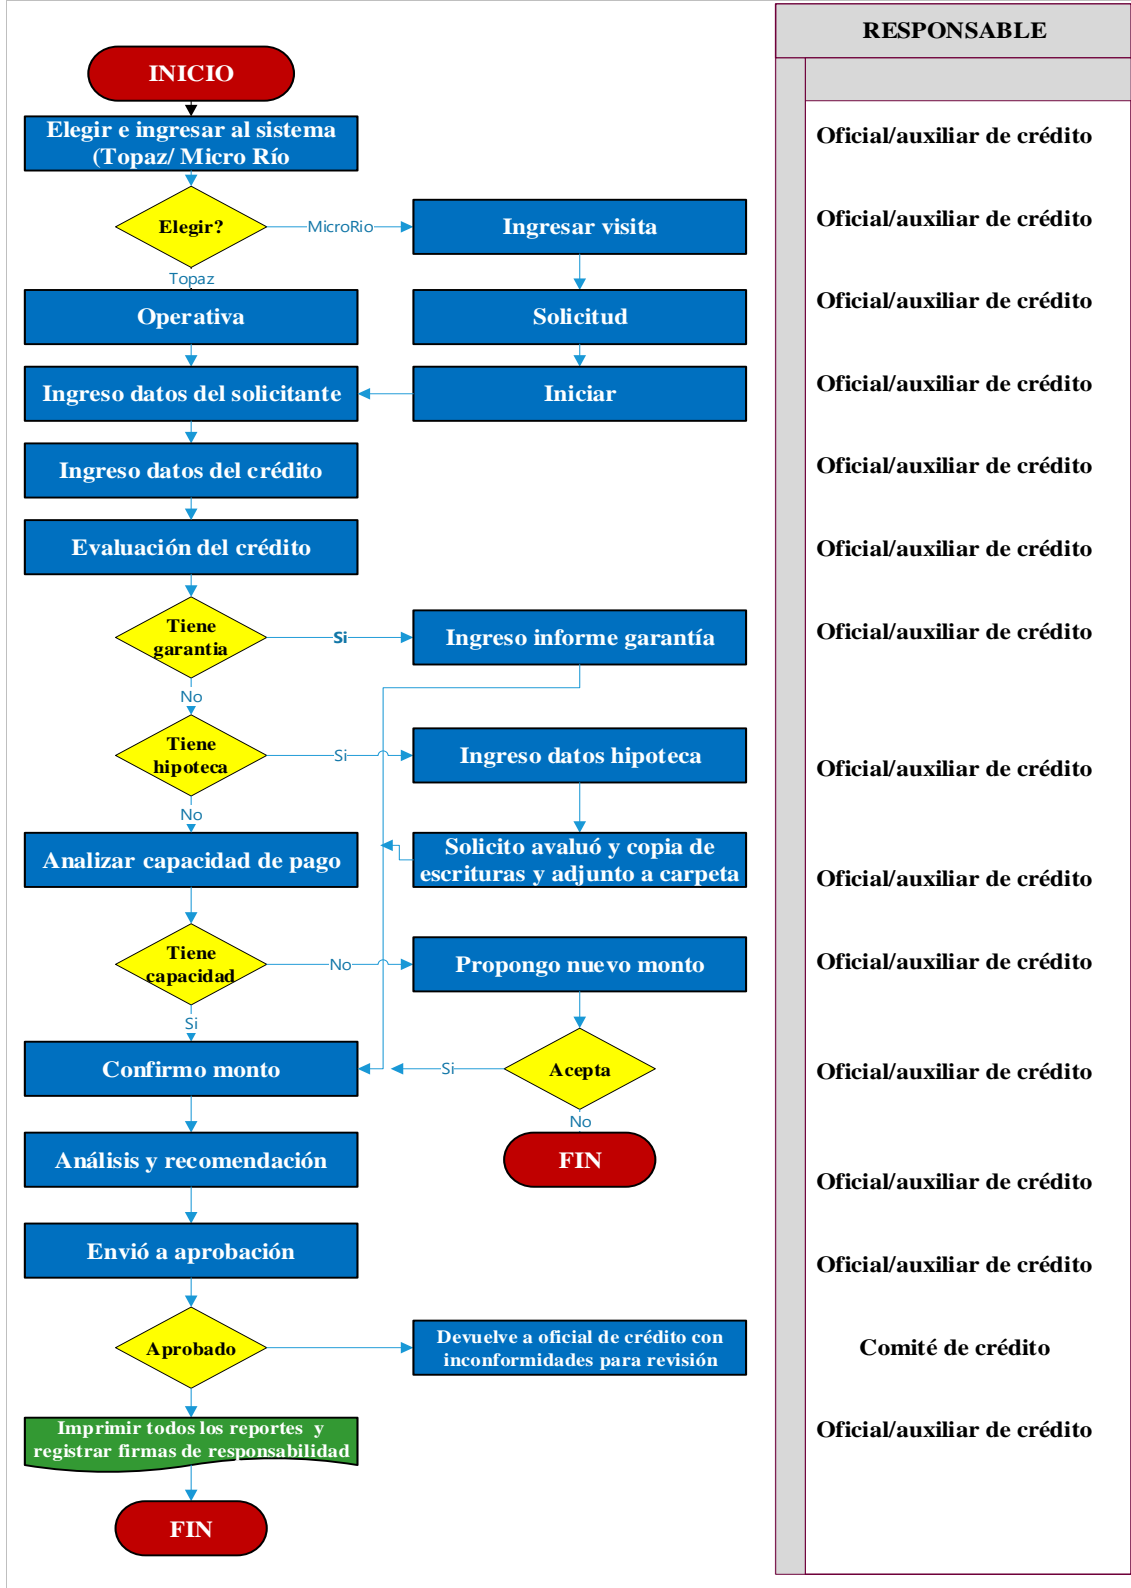 RESPONSABLE
INICIO
Elegir e ingresar al sistema
(Topaz/ Micro Río
Oficial/auxiliar de crédito
Elegir?
MicroRio
Ingresar visita
Oficial/auxiliar de crédito
Topaz
Operativa
Solicitud
Oficial/auxiliar de crédito
Ingreso datos del solicitante
Iniciar
Oficial/auxiliar de crédito
Ingreso datos del crédito
Oficial/auxiliar de crédito
Evaluación del crédito
Oficial/auxiliar de crédito
Tiene
garantia
Si
Ingreso informe garantía
Oficial/auxiliar de crédito
No
Tiene
hipoteca
Si
Ingreso datos hipoteca
Oficial/auxiliar de crédito
No
Analizar capacidad de pago
Solicito avaluó y copia de
escrituras y adjunto a carpeta
Oficial/auxiliar de crédito
Tiene
capacidad
No
Propongo nuevo monto
Oficial/auxiliar de crédito
Si
Confirmo monto
Si
Acepta
Oficial/auxiliar de crédito
No
FIN
Análisis y recomendación
Oficial/auxiliar de crédito
Envió a aprobación
Oficial/auxiliar de crédito
Aprobado
Devuelve a oficial de crédito con
inconformidades para revisión
Comité de crédito
Imprimir todos los reportes y
registrar firmas de responsabilidad
Oficial/auxiliar de crédito
FIN